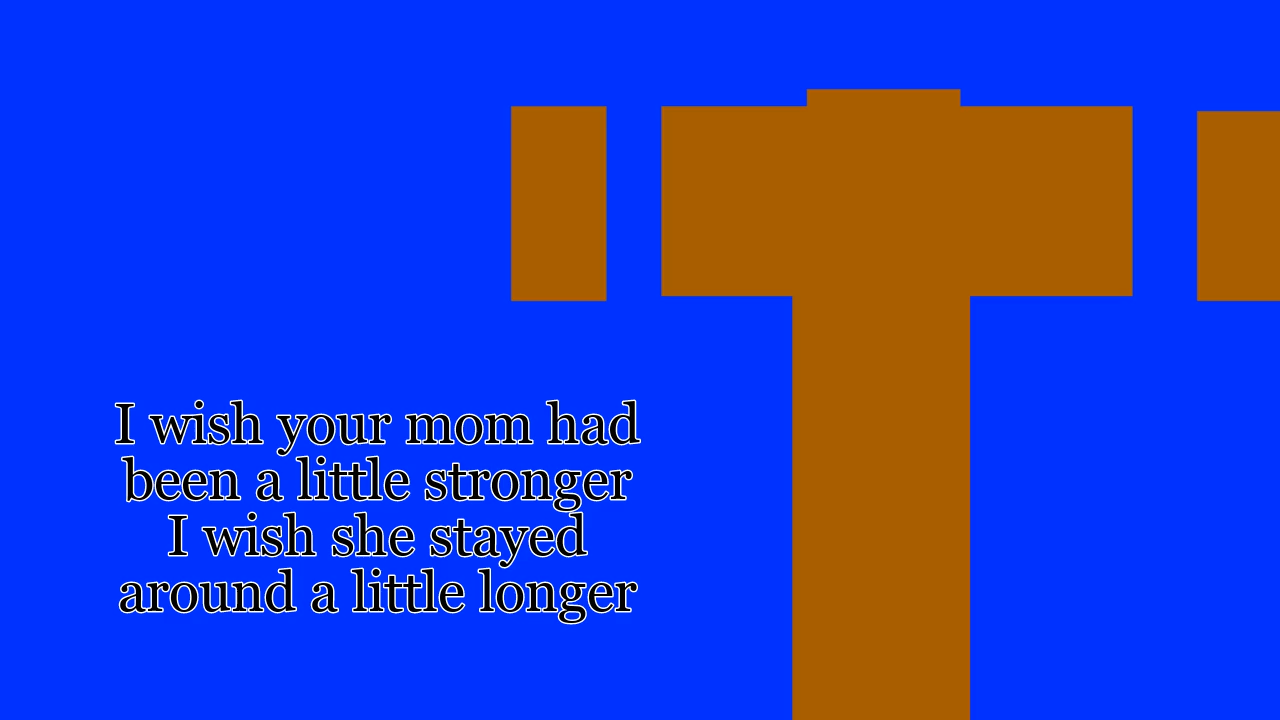 I wish your mom had
been a little stronger
I wish she stayed
around a little longer